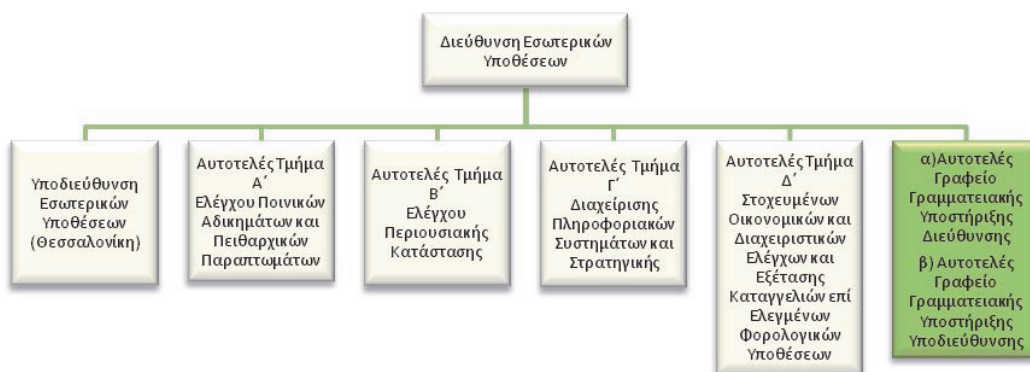 Διεύθυνση Εσωτερικών
Υποθέσεων
Υποδιεύθυνση
Εσωτερικών
Υποθέσεων
(Θεσσαλονίκη)
Αυτοτελές Τμήμα
Α΄
Ελέγχου Ποινικών
Αδικημάτων και
Πειθαρχικών
Παραπτωμάτων
Αυτοτελές Τμήμα
Β΄
Ελέγχου
Περιουσιακής
Κατάστασης
Αυτοτελές Τμήμα
Γ΄
Διαχείρισης
Πληροφοριακών
Συστημάτων και
Στρατηγικής
Αυτοτελές Τμήμα
Δ΄
Στοχευμένων
Οικονομικών και
Διαχειριστικών
Ελέγχων και
Εξέτασης
Καταγγελιών επί
Ελεγμένων
Φορολογικών
Υποθέσεων
α)Αυτοτελές
Γραφείο
Γραμματειακής
Υποστήριξης
Διεύθυνσης
β) Αυτοτελές
Γραφείο
Γραμματειακής
Υποστήριξης
Υποδιεύθυνσης